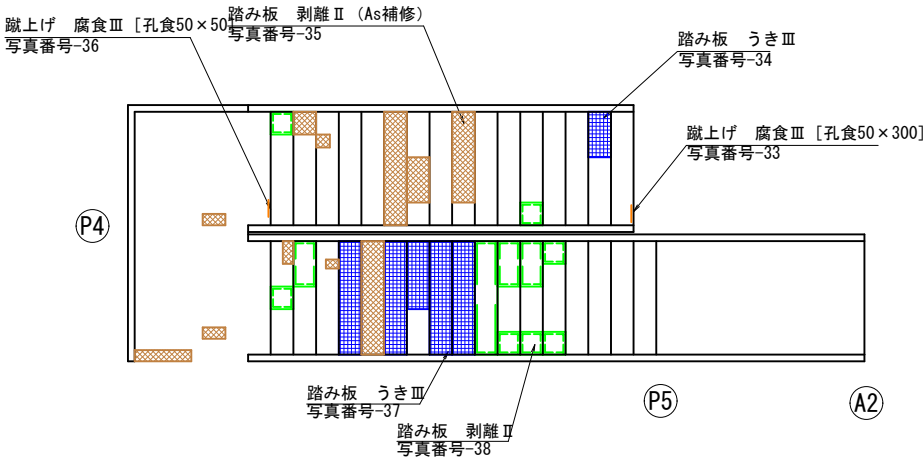 蹴上げ 腐食Ⅲ [孔食50×50]
写真番号-36
踏み板 剥離Ⅱ (As補修)
写真番号-35
踏み板 うきⅢ
写真番号-34
蹴上げ 腐食Ⅲ [孔食50×300]
写真番号-33
P4
踏み板 うきⅢ
写真番号-37
踏み板 剥離Ⅱ
写真番号-38
P5
A2